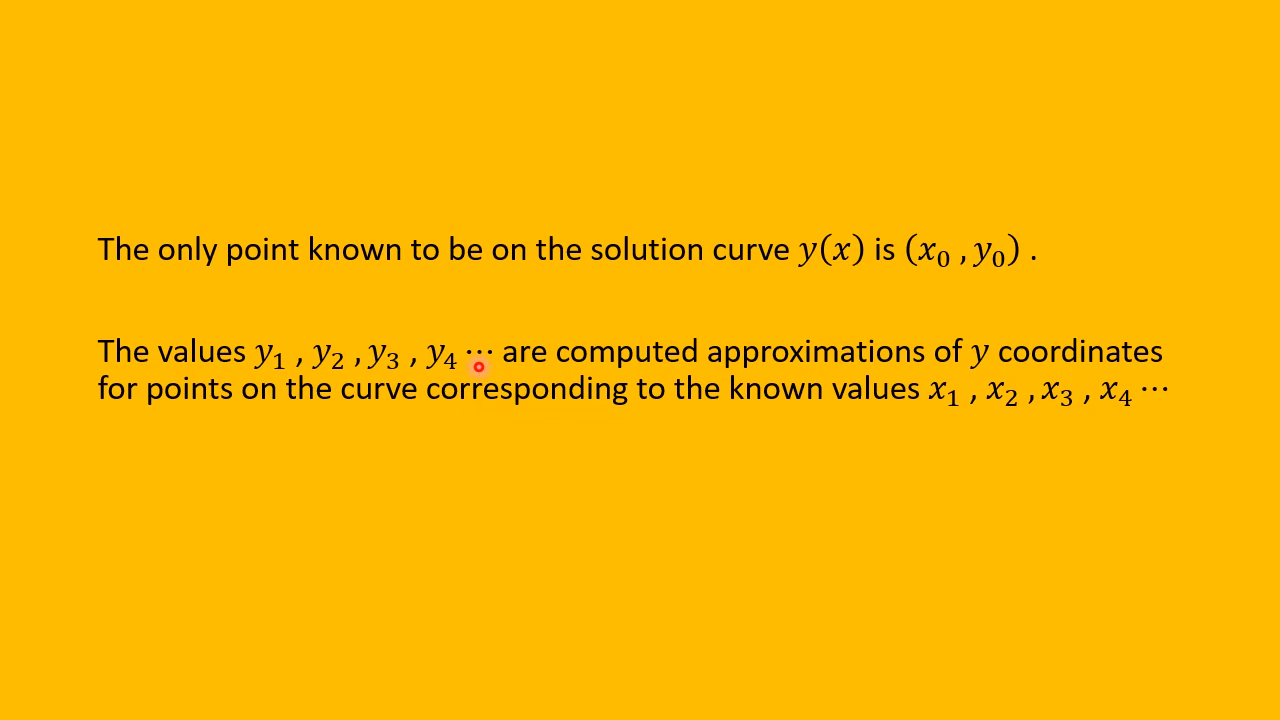 The only point known to be on the solution curve 𝑦(𝑥) is (𝑥₀ , 𝑦₀) .
The values 𝑦₁ , 𝑦₂ , 𝑦₃ , 𝑦₄ ⋯ are computed approximations of 𝑦 coordinates
for points on the curve corresponding to the known values 𝑥₁ , 𝑥₂ , 𝑥₃ , 𝑥₄ ⋯